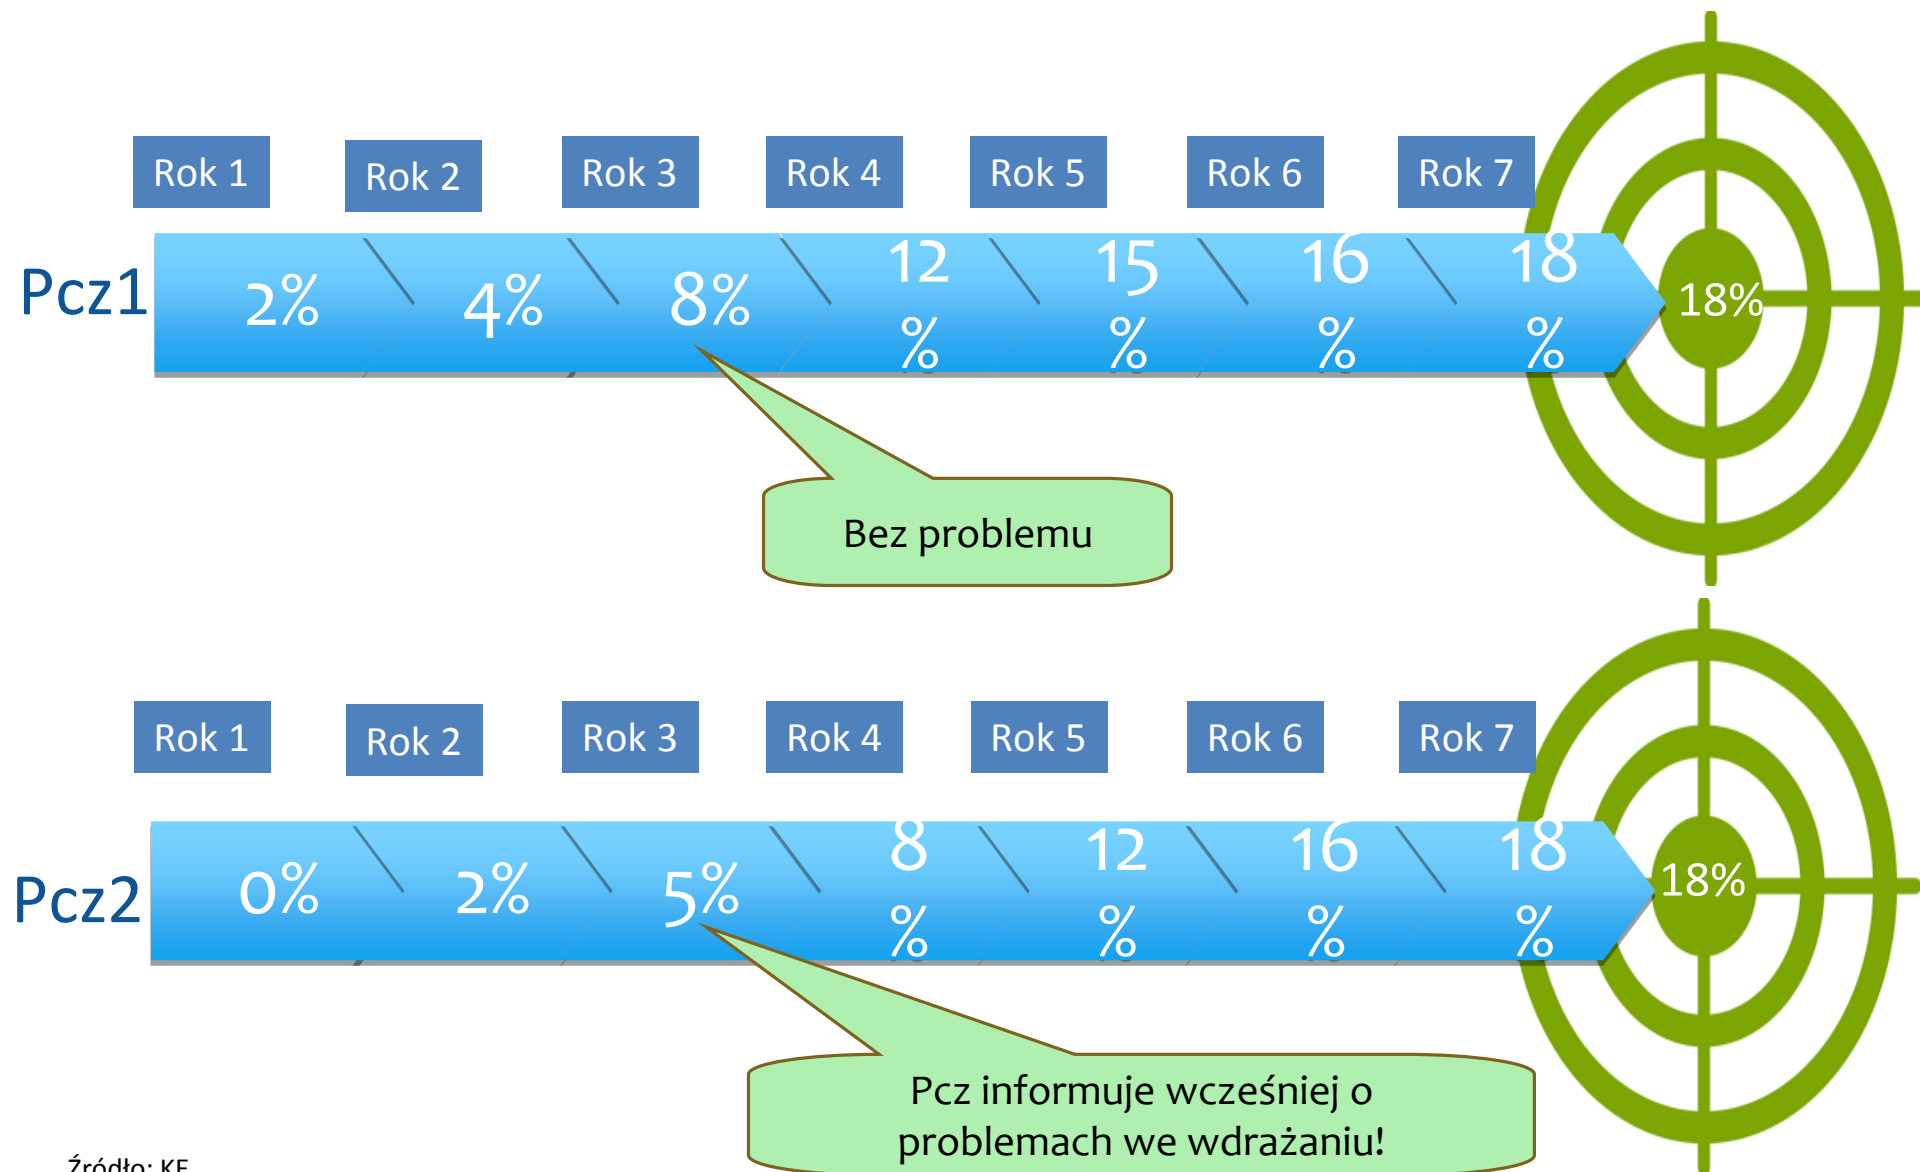 Rok 1
Rok 2
Rok 3
Rok 4
Rok 5
Rok 6
Rok 7
Pcz1
2%
4%
8%
12
%
15
%
16
%
18
%
18%
Bez problemu
Rok 1
Rok 2
Rok 3
Rok 4
Rok 5
Rok 6
Rok 7
Pcz2
0%
2%
5%
8
%
12
%
16
%
18
%
18%
Pcz informuje wcześniej o
problemach we wdrażaniu!
Źródło: KE